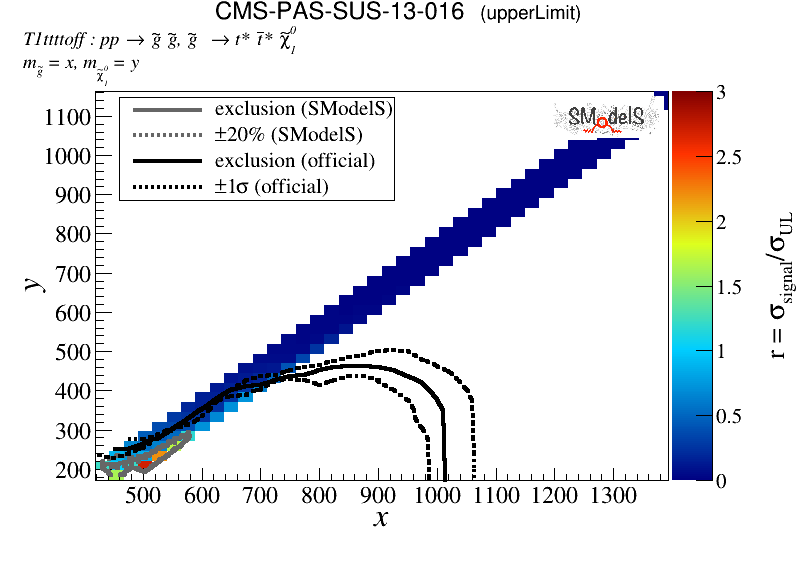 CMS-PAS-SUS-13-016 (upperLimit)
T1ttttoff : pp → g̃ g̃, g̃ → t* t̄* χ̃⁰₁
m_g̃ = x, m_χ̃⁰₁ = y
exclusion (SModelS)
±20% (SModelS)
exclusion (official)
±1σ (official)
SModelS
y
1100
1000
900
800
700
600
500
400
300
200
500 600 700 800 900 1000 1100 1200 1300
x
3
2.5
2
1.5
1
0.5
0
r = σ_signal/σ_UL